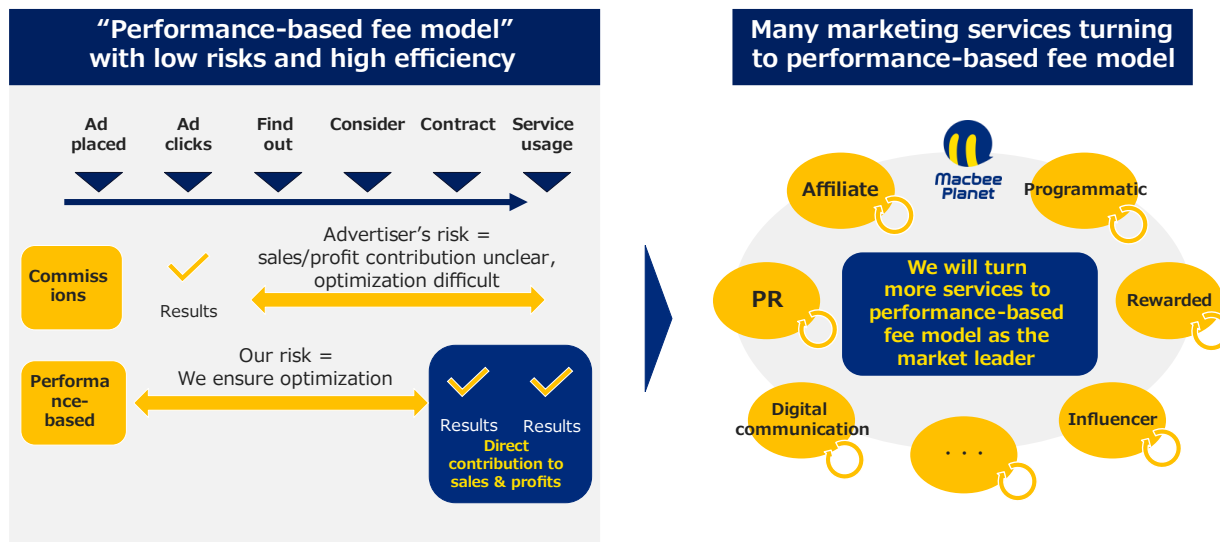 “Performance-based fee model”
with low risks and high efficiency
Ad
placed
Ad
clicks
Find
out
Consider
Contract
Service
usage
Commiss
ions
Results
Advertiser’s risk =
sales/profit contribution unclear,
optimization difficult
Performa
nce-
based
Our risk =
We ensure optimization
Results
Results
Direct
contribution to
sales & profits
Many marketing services turning
to performance-based fee model
Macbee
Planet
Affiliate
Programmatic
PR
We will turn
more services to
performance-based
fee model as the
market leader
Rewarded
Digital
communication
Influencer
· · ·